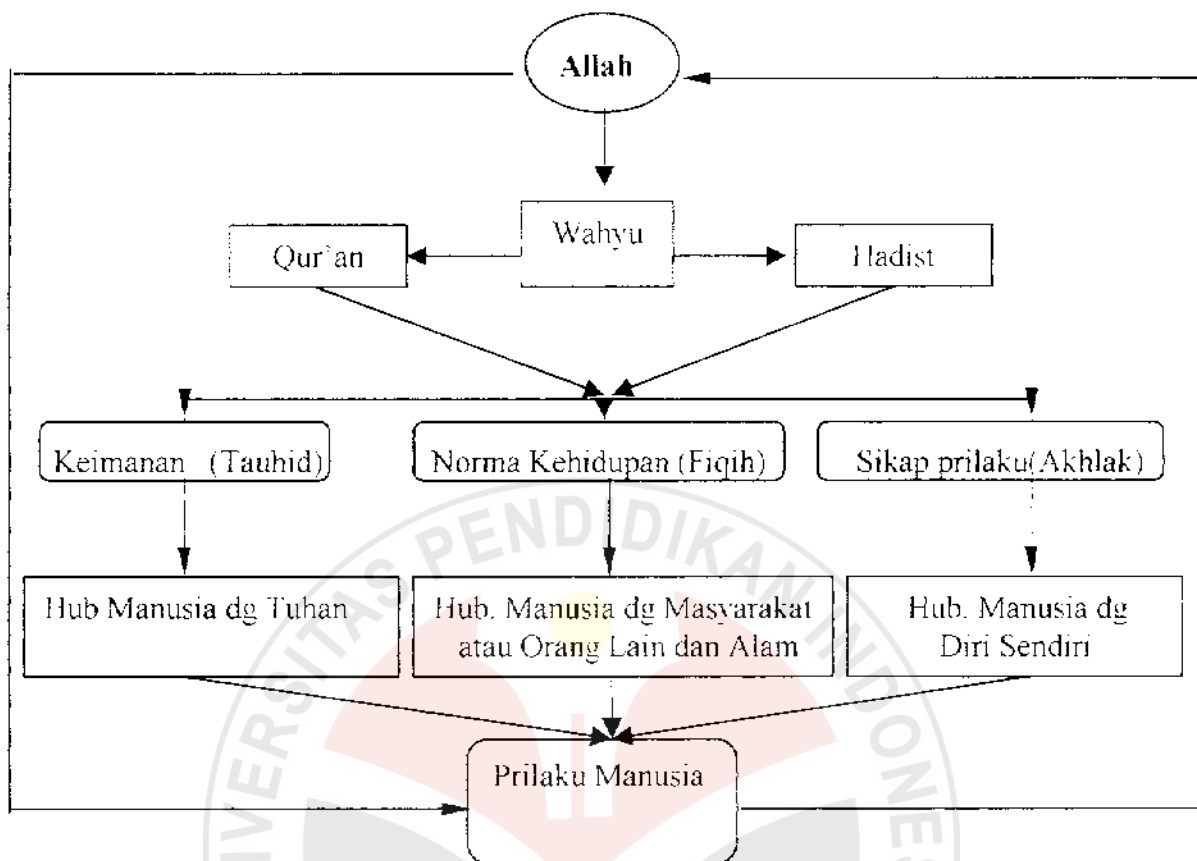 Allah
Wahyu
Qur'an
Hadist
Keimanan (Tauhid)
Norma Kehidupan (Fiqih)
Sikap prilaku(Akhlak)
Hub Manusia dg Tuhan
Hub. Manusia dg Masyarakat
atau Orang Lain dan Alam
Hub. Manusia dg
Diri Sendiri
Prilaku Manusia
PENDIDIKAN